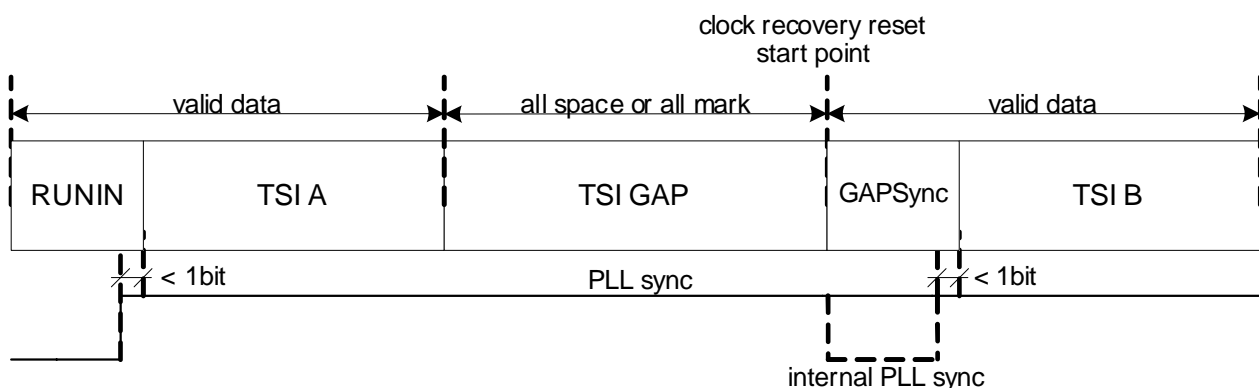 clock recovery reset
start point
valid data
all space or all mark
valid data
RUNIN
TSI A
TSI GAP
GAPSync
TSI B
< 1bit
PLL sync
< 1bit
internal PLL sync